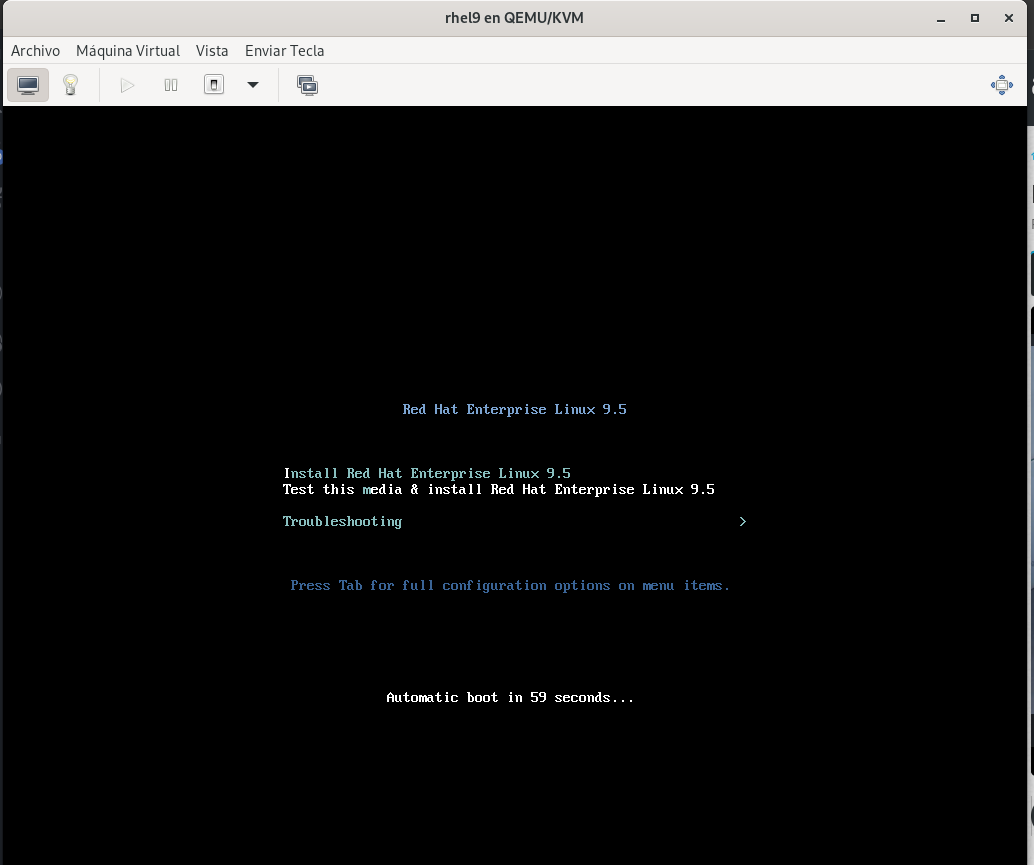 rhel9 en QEMU/KVM
Archivo Máquina Virtual Vista Enviar Tecla
Red Hat Enterprise Linux 9.5
Install Red Hat Enterprise Linux 9.5
Test this media & install Red Hat Enterprise Linux 9.5
Troubleshooting >
Press Tab for full configuration options on menu items.
Automatic boot in 59 seconds...